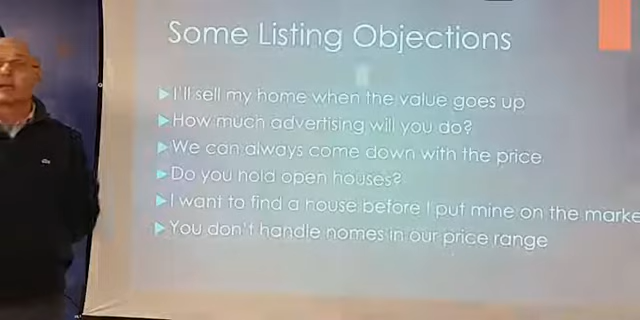 Some Listing Objections
I'll sell my home when the value goes up
How much advertising will you do?
We can always come down with the price
Do you hold open houses?
I want to find a house before I put mine on the marke
You don't handle homes in our price range